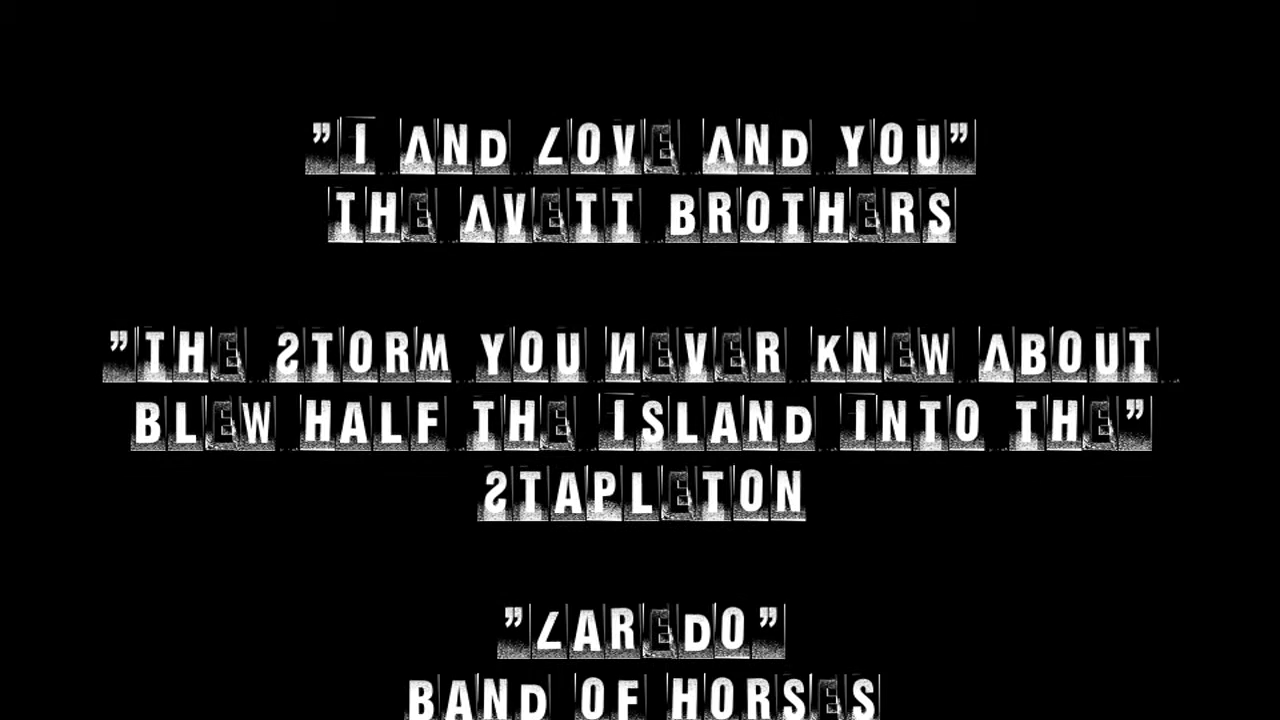 "I AND LOVE AND YOU"
THE AVETT BROTHERS
"THE STORM YOU NEVER KNEW ABOUT
BLEW HALF THE ISLAND INTO THE"
STAPLETON
"LAREDO"
BAND OF HORSES